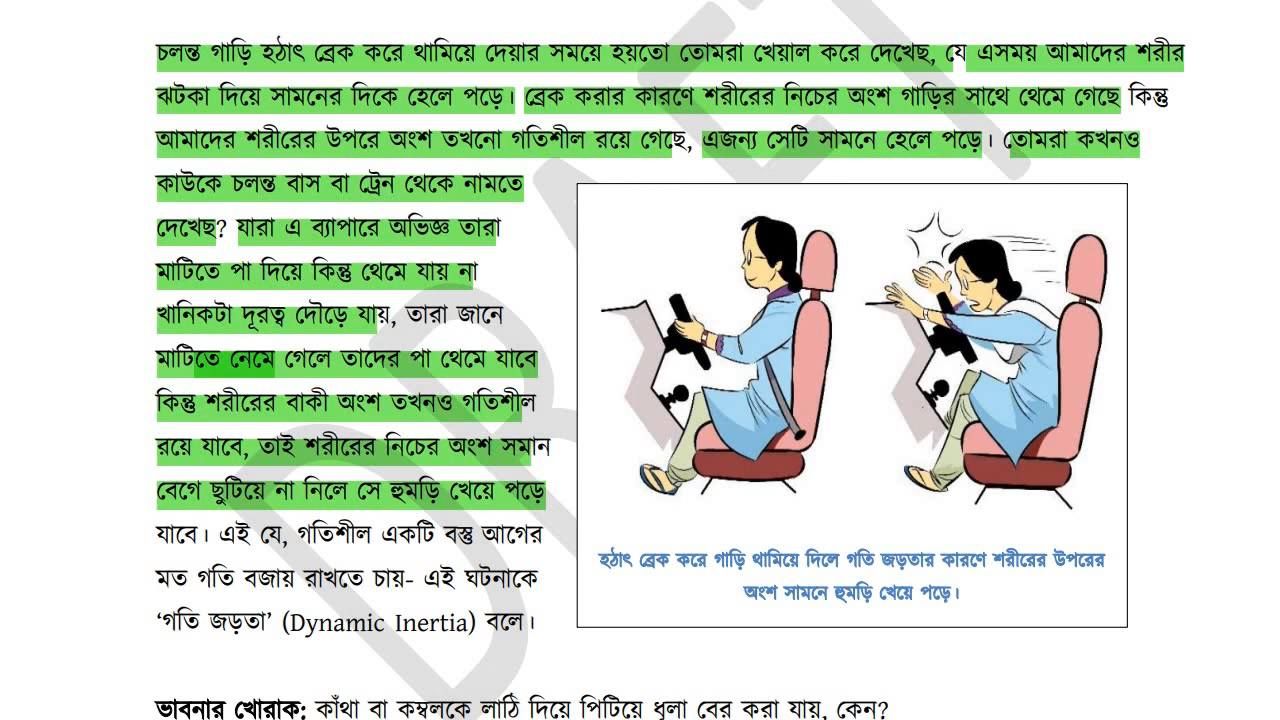 চলন্ত গাড়ি হঠাৎ ব্রেক করে থামিয়ে দেয়ার সময়ে হয়তো তোমরা খেয়াল করে দেখেছ, যে এসময় আমাদের শরীর
ঝটকা দিয়ে সামনের দিকে হেলে পড়ে। ব্রেক করার কারণে শরীরের নিচের অংশ গাড়ির সাথে থেমে গেছে কিন্তু
আমাদের শরীরের উপরে অংশ তখনো গতিশীল রয়ে গেছে, এজন্য সেটি সামনে হেলে পড়ে। তোমরা কখনও
কাউকে চলন্ত বাস বা ট্রেন থেকে নামতে
দেখেছ? যারা এ ব্যাপারে অভিজ্ঞ তারা
মাটিতে পা দিয়ে কিন্তু থেমে যায় না
খানিকটা দূরত্ব দৌড়ে যায়, তারা জানে
মাটিতে নেমে গেলে তাদের পা থেমে যাবে
কিন্তু শরীরের বাকী অংশ তখনও গতিশীল
রয়ে যাবে, তাই শরীরের নিচের অংশ সমান
বেগে ছুটিয়ে না নিলে সে হুমড়ি খেয়ে পড়ে
যাবে। এই যে, গতিশীল একটি বস্তু আগের
মত গতি বজায় রাখতে চায়- এই ঘটনাকে
‘গতি জড়তা’ (Dynamic Inertia) বলে।
হঠাৎ ব্রেক করে গাড়ি থামিয়ে দিলে গতি জড়তার কারণে শরীরের উপরের
অংশ সামনে হুমড়ি খেয়ে পড়ে।
ভাবনার খোরাক: কাঁথা বা কম্বলকে লাঠি দিয়ে পিটিয়ে ধূলা বের করা যায়, কেন?
DRAFT